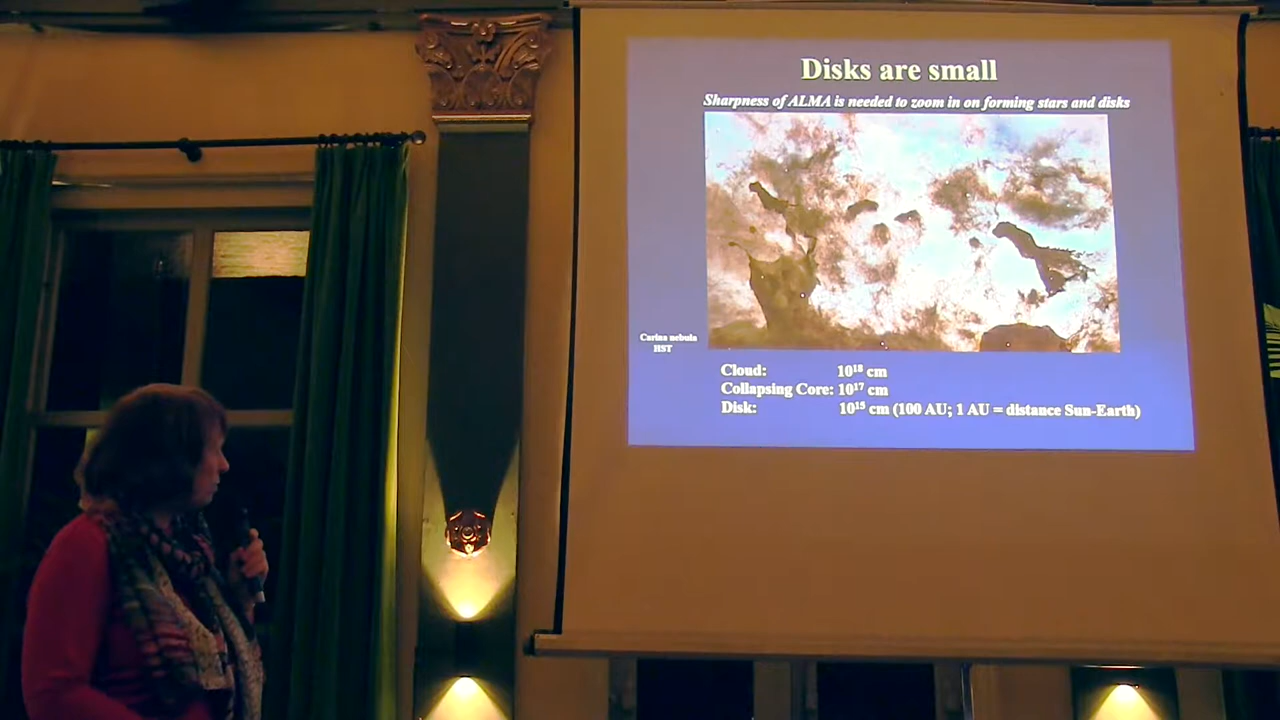 Disks are small
Sharpness of ALMA is needed to zoom in on forming stars and disks
Carina nebula
HST
Cloud: 10¹⁸ cm
Collapsing Core: 10¹⁷ cm
Disk: 10¹⁵ cm (100 AU; 1 AU = distance Sun-Earth)